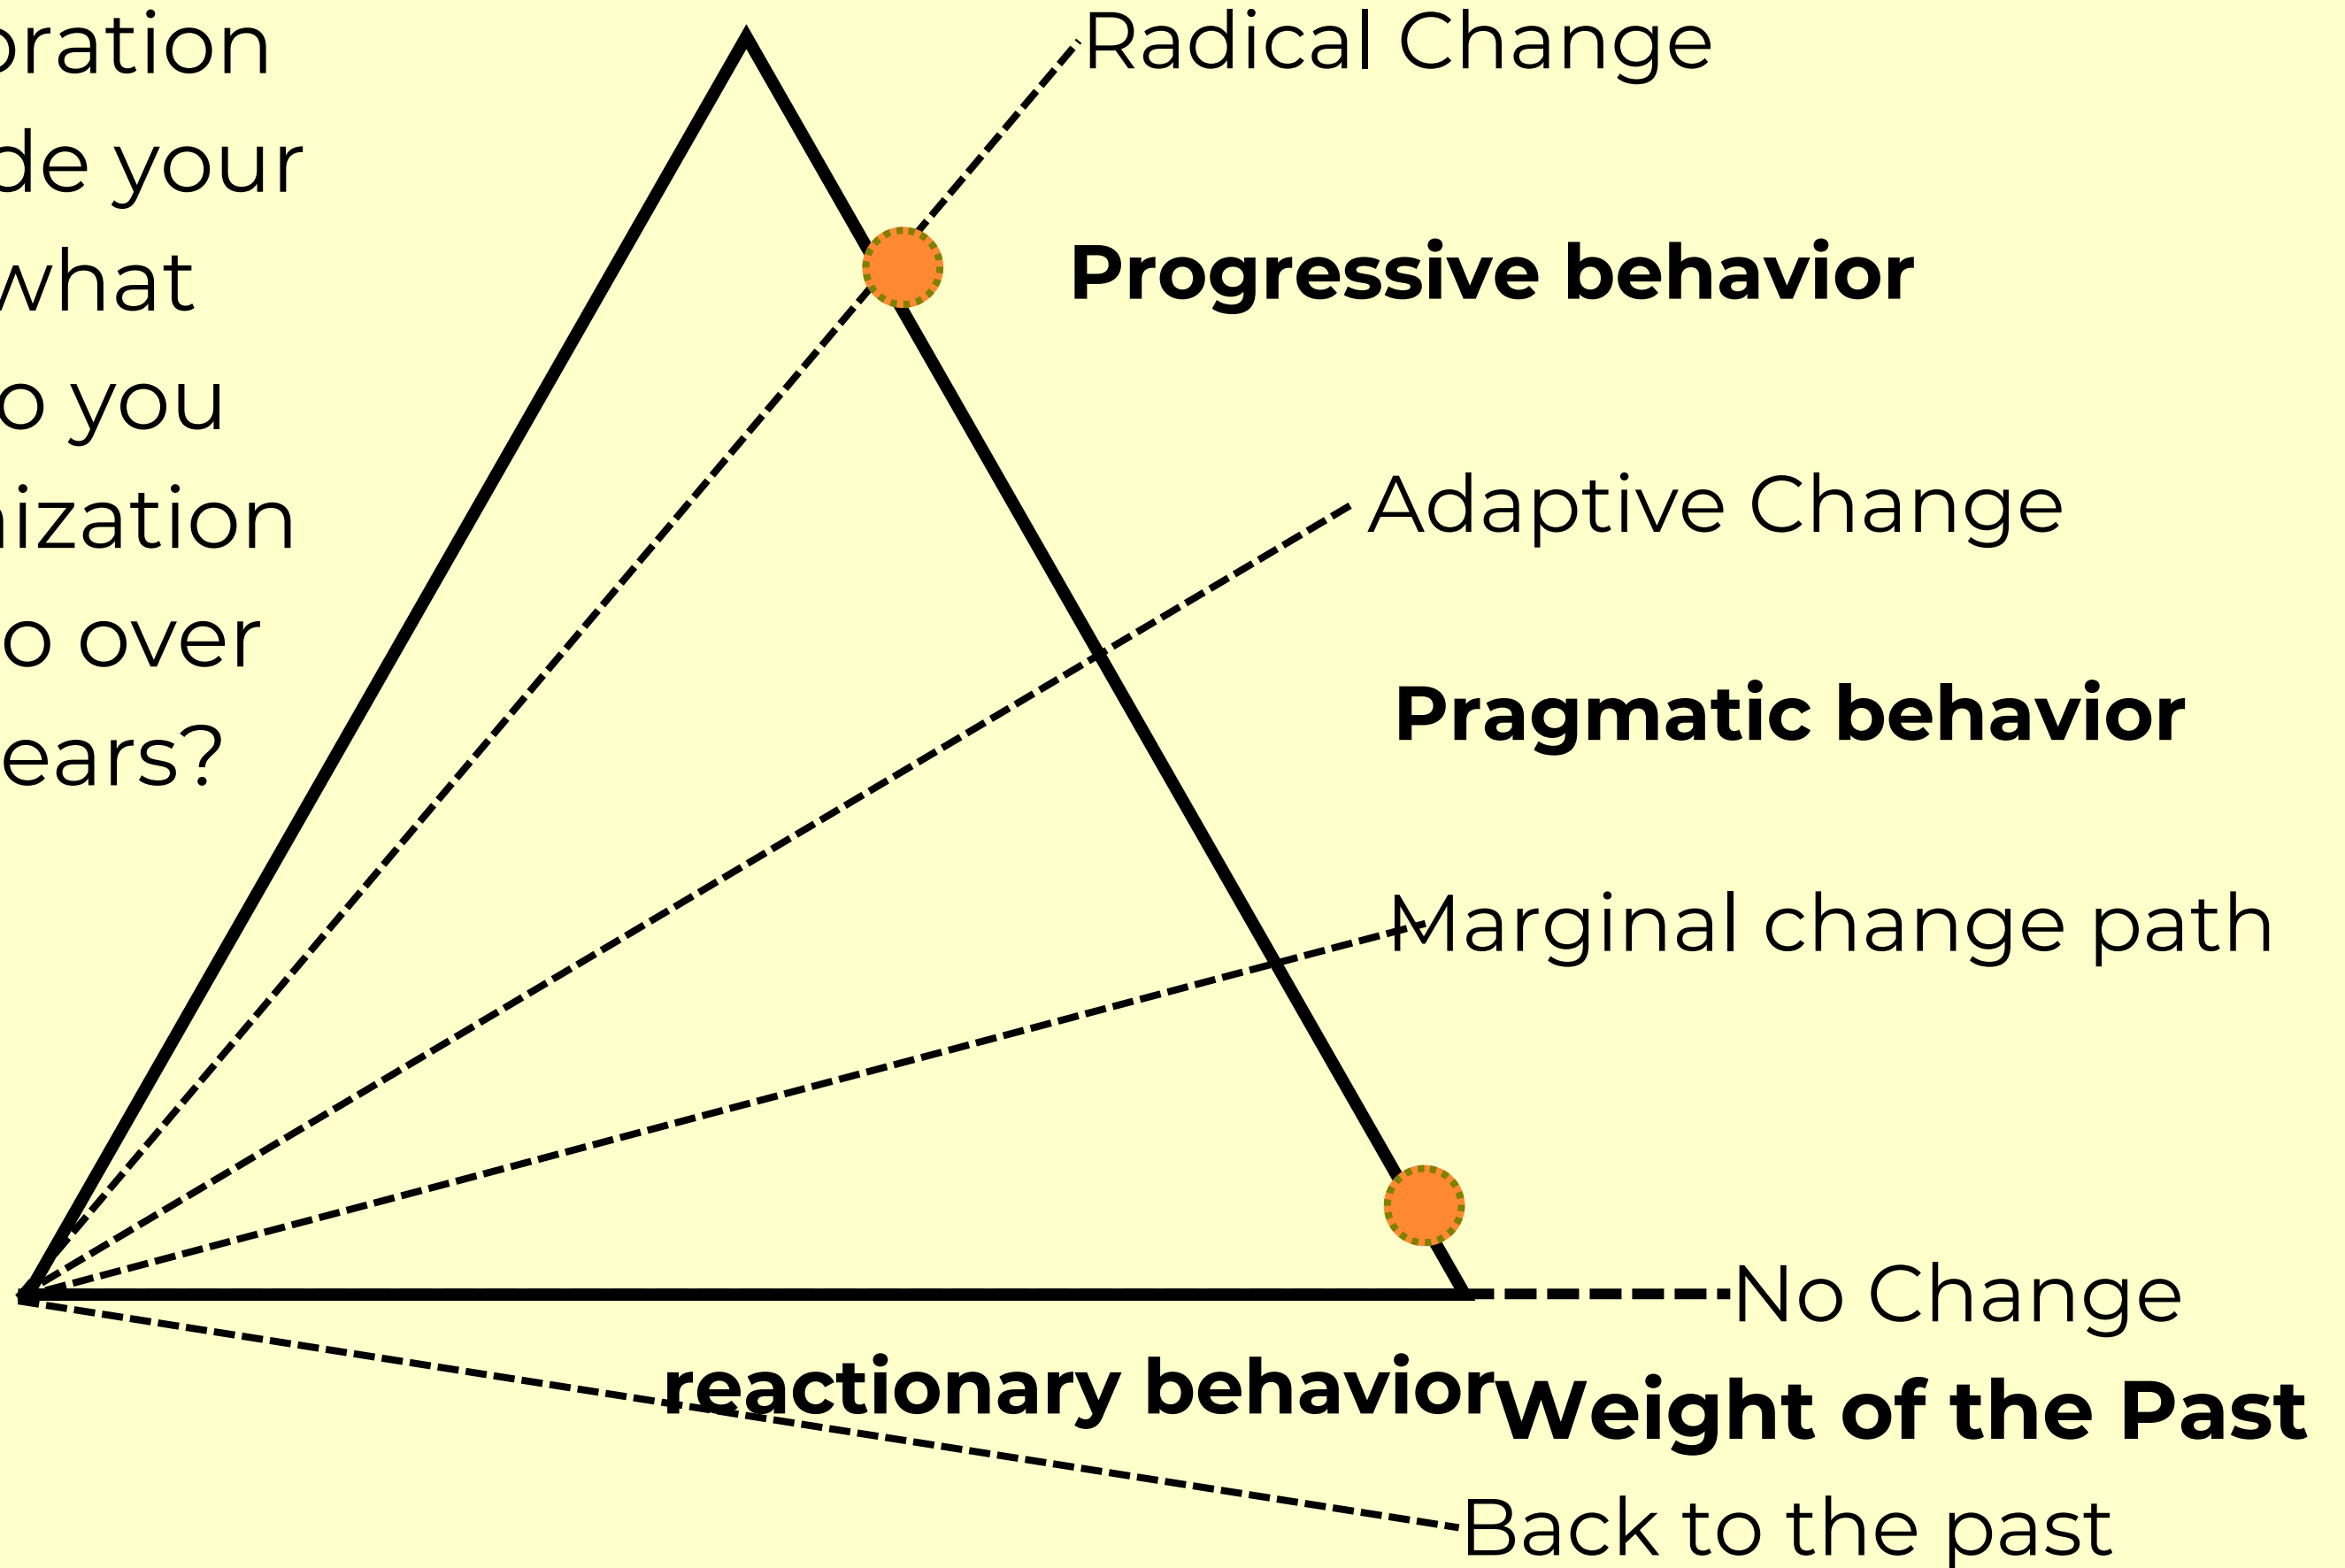 oration
de your
what
o you
nization
o over
ears?
Radical Change
Progressive behavior
Adaptive Change
Pragmatic behavior
Marginal change path
No Change
reactionary behavior
Weight of the Past
Back to the past